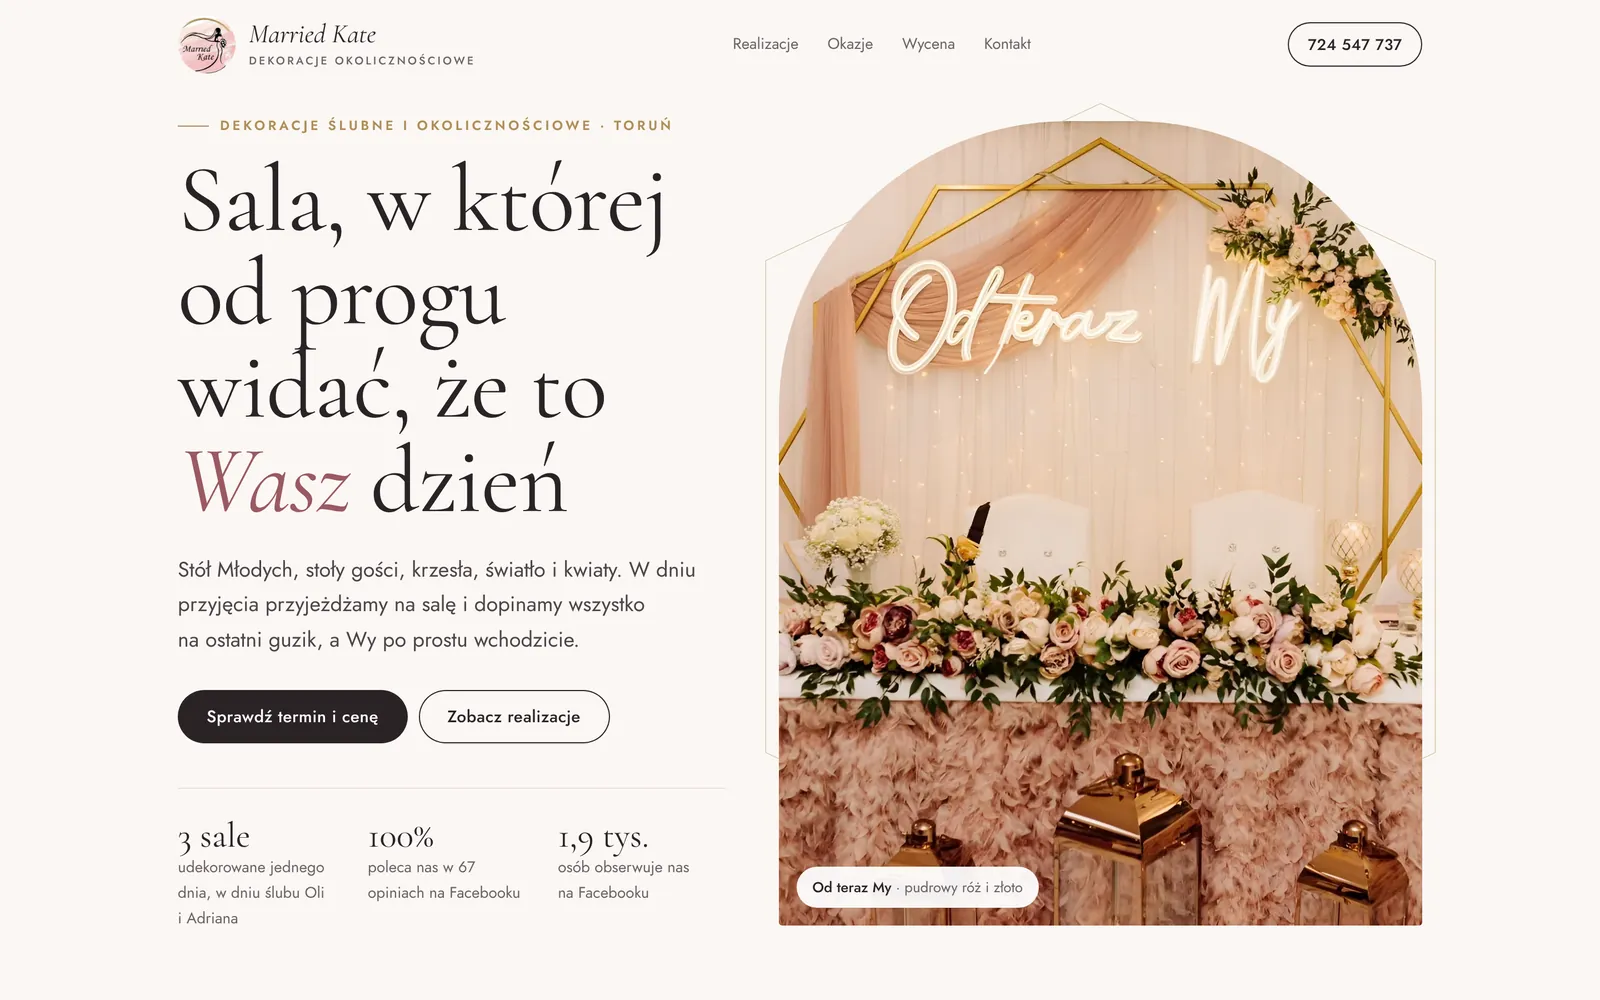 Married Kate
Married Kate
DEKORACJE OKOLICZNOŚCIOWE
Realizacje
Okazje
Wycena
Kontakt
724 547 737
DEKORACJE ŚLUBNE I OKOLICZNOŚCIOWE · TORUŃ
Sala, w której
od progu
widać, że to
Wasz dzień
Stół Młodych, stoły gości, krzesła, światło i kwiaty. W dniu
przyjęcia przyjeżdżamy na salę i dopinamy wszystko
na ostatni guzik, a Wy po prostu wchodzicie.
Sprawdź termin i cenę
Zobacz realizacje
3 sale
udekorowane jednego
dnia, w dniu ślubu Oli
i Adriana
100%
poleca nas w 67
opiniach na Facebooku
1,9 tys.
osób obserwuje nas
na Facebooku
Od teraz My
Od teraz My · pudrowy róż i złoto